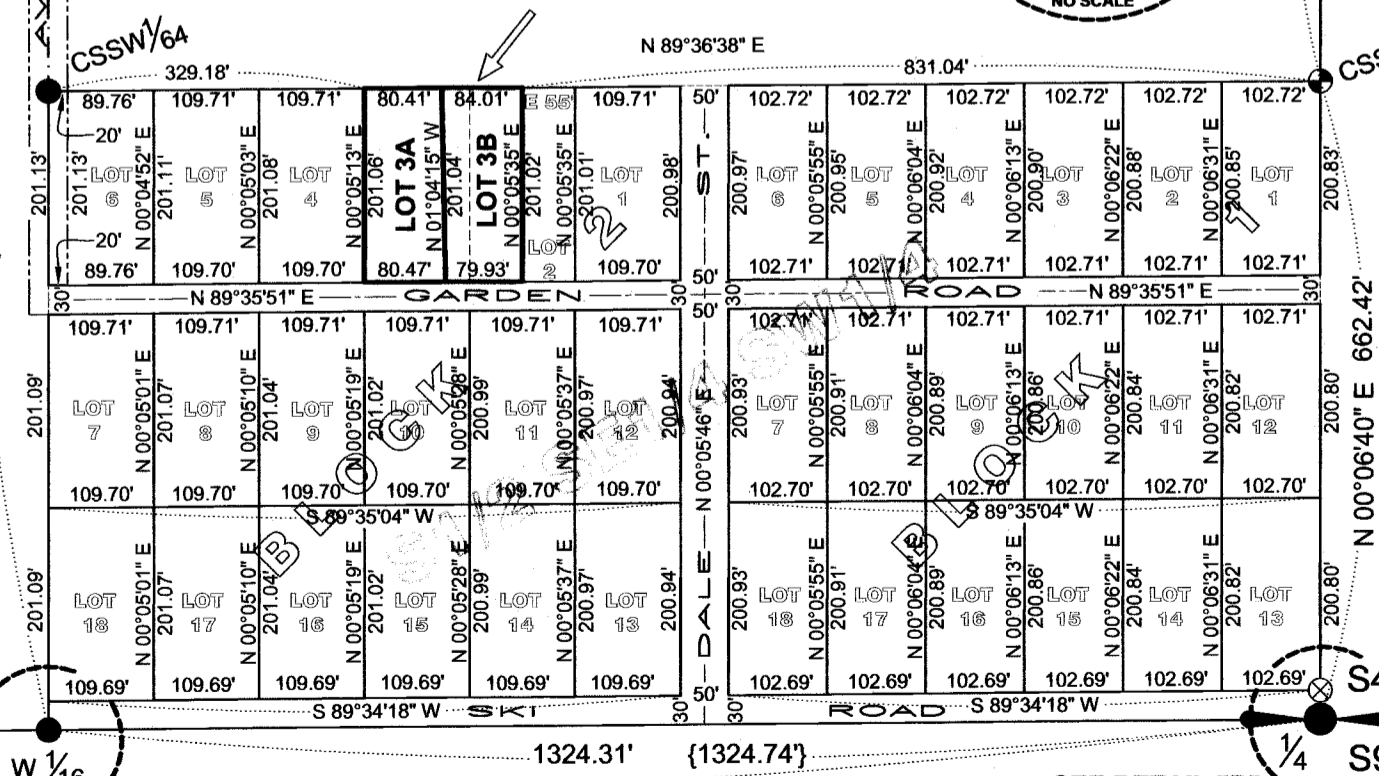 NO SCALE
AX
CSSW 1/64
N 89°36'38" E
329.18'
831.04'
CSS
89.76' 109.71' 109.71' 80.41' 84.01' E 55' 109.71' 50' 102.72' 102.72' 102.72' 102.72' 102.72' 102.72'
20'
201.13' 201.13' LOT 6 N 00°04'52" E 201.11' LOT 5 N 00°05'03" E 201.08' LOT 4 N 00°05'13" E 201.06' LOT 3A N 01°04'15" W 201.04' LOT 3B N 00°05'35" E 201.02' LOT 2 N 00°05'35" E 201.01' LOT 1 200.98'
2
ST.
200.97' LOT 6 N 00°05'55" E 200.95' LOT 5 N 00°06'04" E 200.92' LOT 4 N 00°06'13" E 200.90' LOT 3 N 00°06'22" E 200.88' LOT 2 N 00°06'31" E 200.85' LOT 1 200.83'
1
20'
89.76' 109.70' 109.70' 80.47' 79.93' 109.70' 50' 102.71' 102.71' 102.71' 102.71' 102.71' 102.71'
30' N 89°35'51" E GARDEN 30' 30' ROAD N 89°35'51" E 30'
109.71' 109.71' 109.71' 109.71' 109.71' 109.71' 50' 102.71' 102.71' 102.71' 102.71' 102.71' 102.71'
201.09' LOT 7 N 00°05'01" E 201.07' LOT 8 N 00°05'10" E 201.04' LOT 9 N 00°05'19" E 201.02' LOT 10 N 00°05'28" E 200.99' LOT 11 N 00°05'37" E 200.97' LOT 12 200.94'
N 00°05'46" E
200.93' LOT 7 N 00°05'55" E 200.91' LOT 8 N 00°06'04" E 200.89' LOT 9 N 00°06'13" E 200.86' LOT 10 N 00°06'22" E 200.84' LOT 11 N 00°06'31" E 200.82' LOT 12 200.80'
N 00°06'40" E 662.42'
109.70' 109.70' 109.70' 109.70' 109.70' 109.70' 102.70' 102.70' 102.70' 102.70' 102.70' 102.70'
S 89°35'04" W S 89°35'04" W
BLOCK
S1/2 SE1/4 SW1/4
BLOCK
201.09' LOT 18 N 00°05'01" E 201.07' LOT 17 N 00°05'10" E 201.04' LOT 16 N 00°05'19" E 201.02' LOT 15 N 00°05'28" E 200.99' LOT 14 N 00°05'37" E 200.97' LOT 13 200.94'
DALE
200.93' LOT 18 N 00°05'55" E 200.91' LOT 17 N 00°06'04" E 200.89' LOT 16 N 00°06'13" E 200.86' LOT 15 N 00°06'22" E 200.84' LOT 14 N 00°06'31" E 200.82' LOT 13 200.80'
109.69' 109.69' 109.69' 109.69' 109.69' 109.69' 50' 102.69' 102.69' 102.69' 102.69' 102.69' 102.69'
S 89°34'18" W SKI 30' 30' ROAD S 89°34'18" W
S4
1324.31' {1324.74'}
W 1/16
1/4
S9